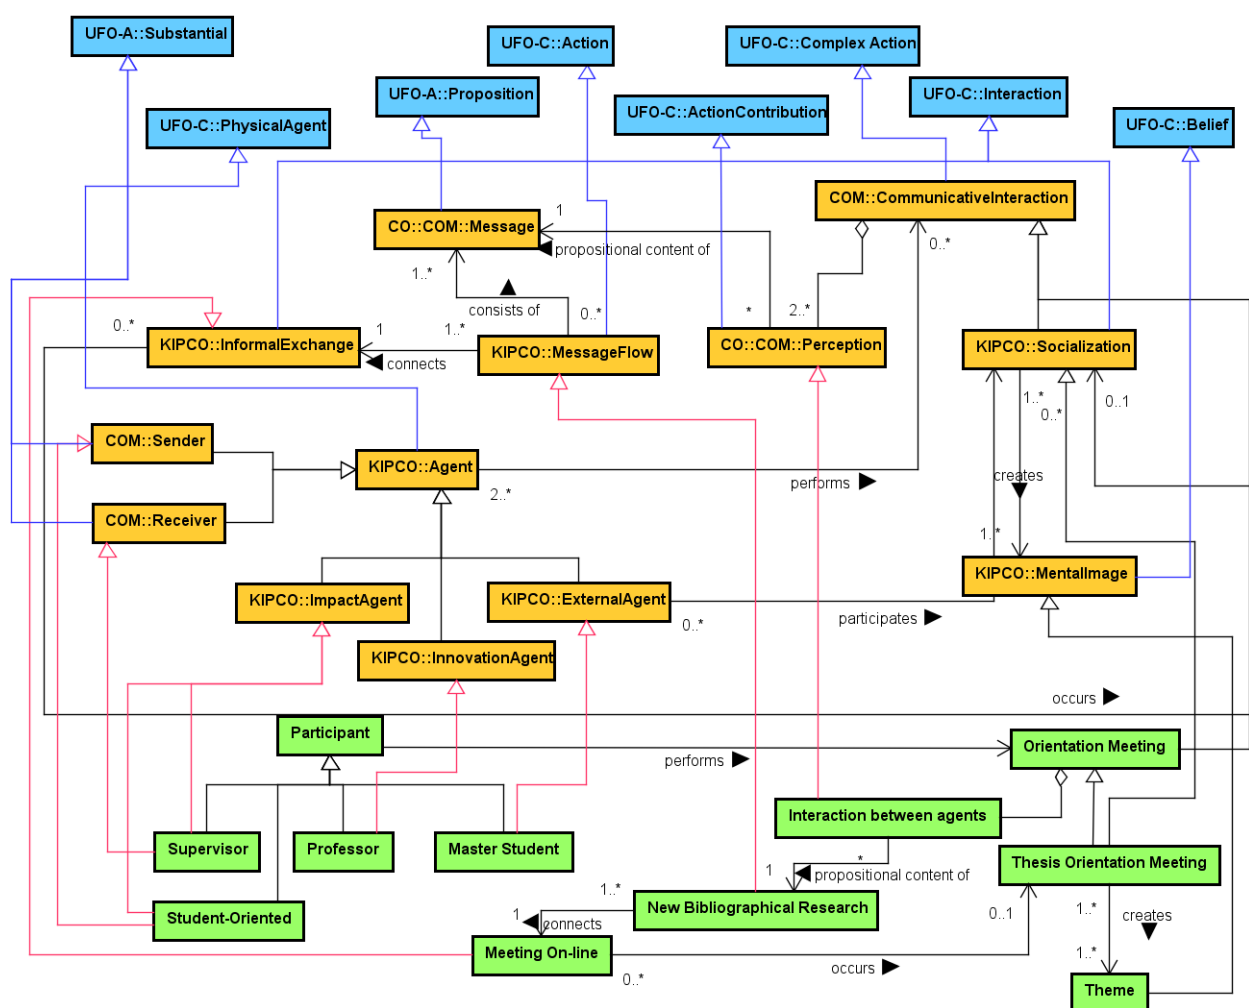 UFO-A::Substantial
UFO-C::Action
UFO-C::Complex Action
UFO-A::Proposition
UFO-C::Interaction
UFO-C::PhysicalAgent
UFO-C::ActionContribution
UFO-C::Belief
COM::CommunicativeInteraction
CO::COM::Message
1
propositional content of
0..*
1..*
consists of
0..*
*
2..*
0..*
1
1..*
KIPCO::InformalExchange
KIPCO::MessageFlow
CO::COM::Perception
KIPCO::Socialization
connects
1..*
0..*
0..1
COM::Sender
KIPCO::Agent
performs
creates
2..*
COM::Receiver
1..*
KIPCO::MentalImage
KIPCO::ImpactAgent
KIPCO::ExternalAgent
0..*
participates
KIPCO::InnovationAgent
occurs
Participant
Orientation Meeting
performs
Interaction between agents
Supervisor
Professor
Master Student
Thesis Orientation Meeting
*
1
propositional content of
1..*
New Bibliographical Research
Student-Oriented
1
connects
0..1
1..*
creates
Meeting On-line
0..*
occurs
1..*
Theme